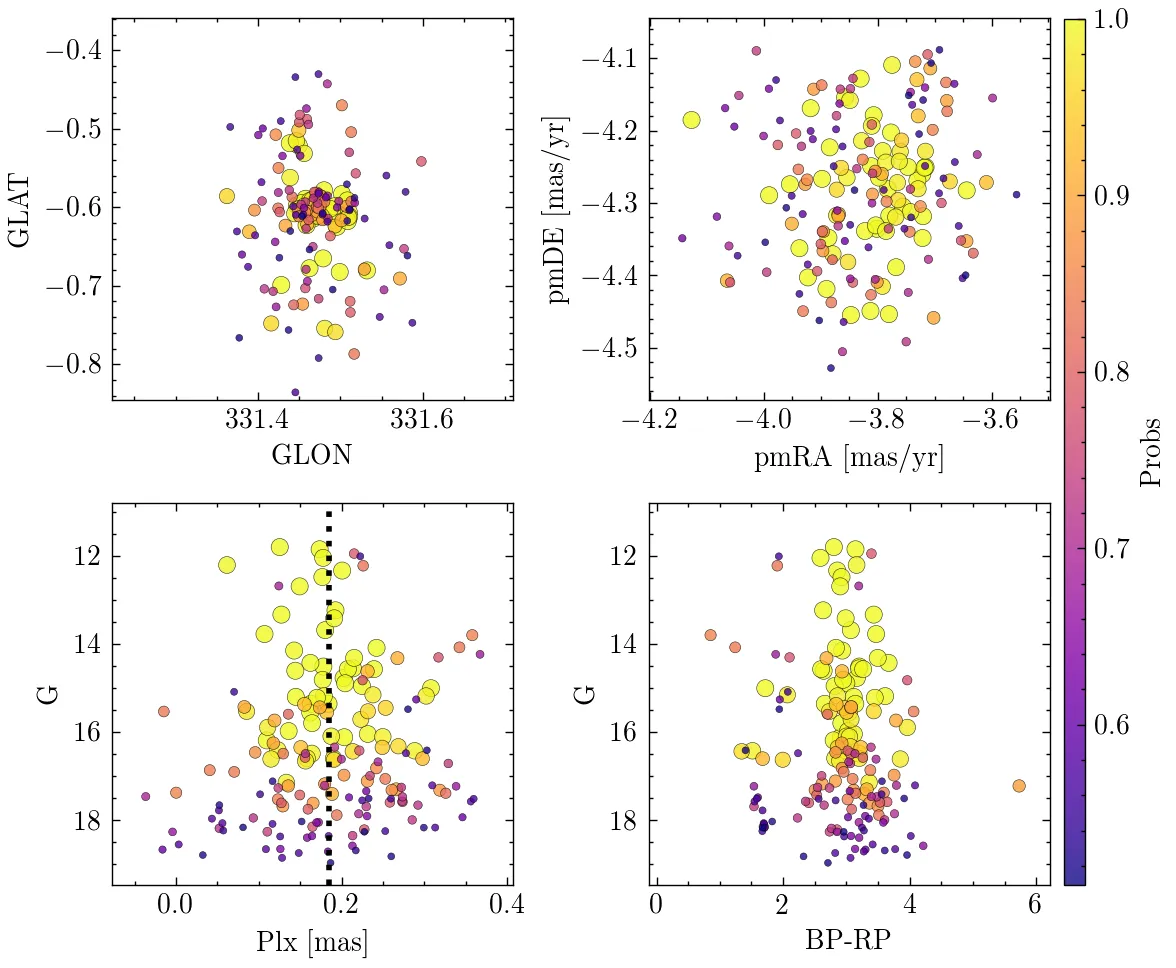 −0.4
−0.5
−0.6
−0.7
−0.8
GLAT
331.4 331.6
GLON
−4.1
−4.2
−4.3
−4.4
−4.5
pmDE [mas/yr]
−4.2 −4.0 −3.8 −3.6
pmRA [mas/yr]
1.0
0.9
0.8
0.7
0.6
Probs
12
14
16
18
G
0.0 0.2 0.4
Plx [mas]
12
14
16
18
G
0 2 4 6
BP-RP